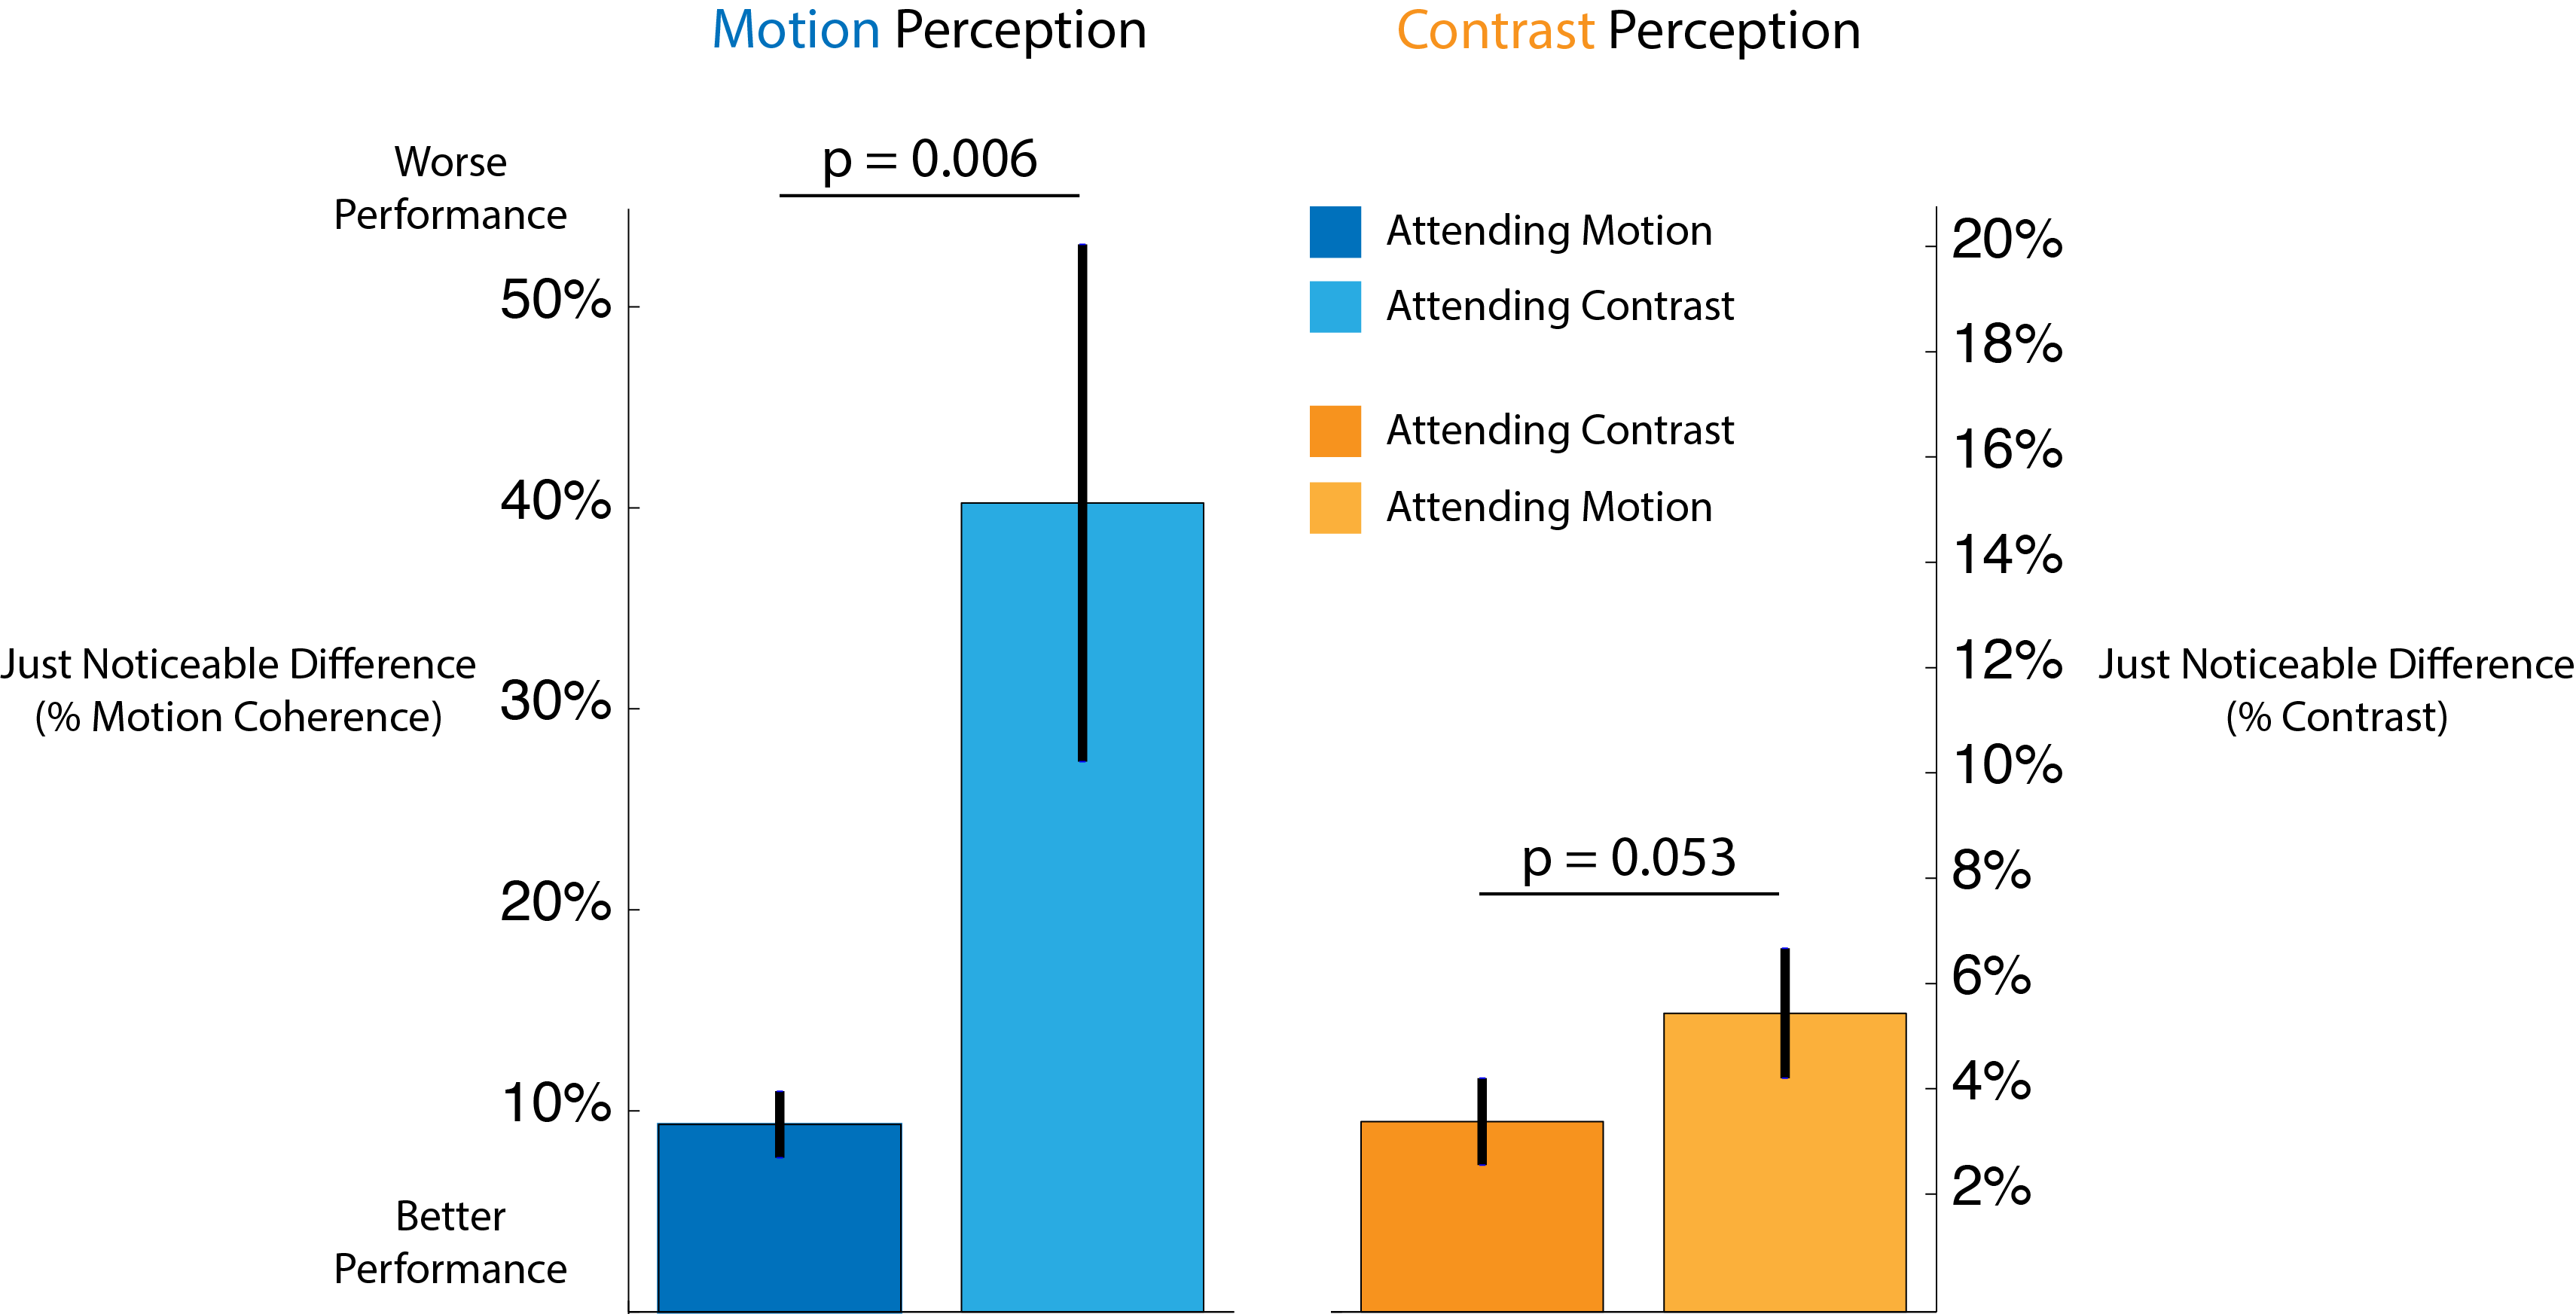 Motion Perception
Contrast Perception
Worse
Performance
p = 0.006
50%
40%
30%
20%
10%
Just Noticeable Difference
(% Motion Coherence)
Better
Performance
Attending Motion
Attending Contrast
Attending Contrast
Attending Motion
p = 0.053
20%
18%
16%
14%
12%
10%
8%
6%
4%
2%
Just Noticeable Difference
(% Contrast)